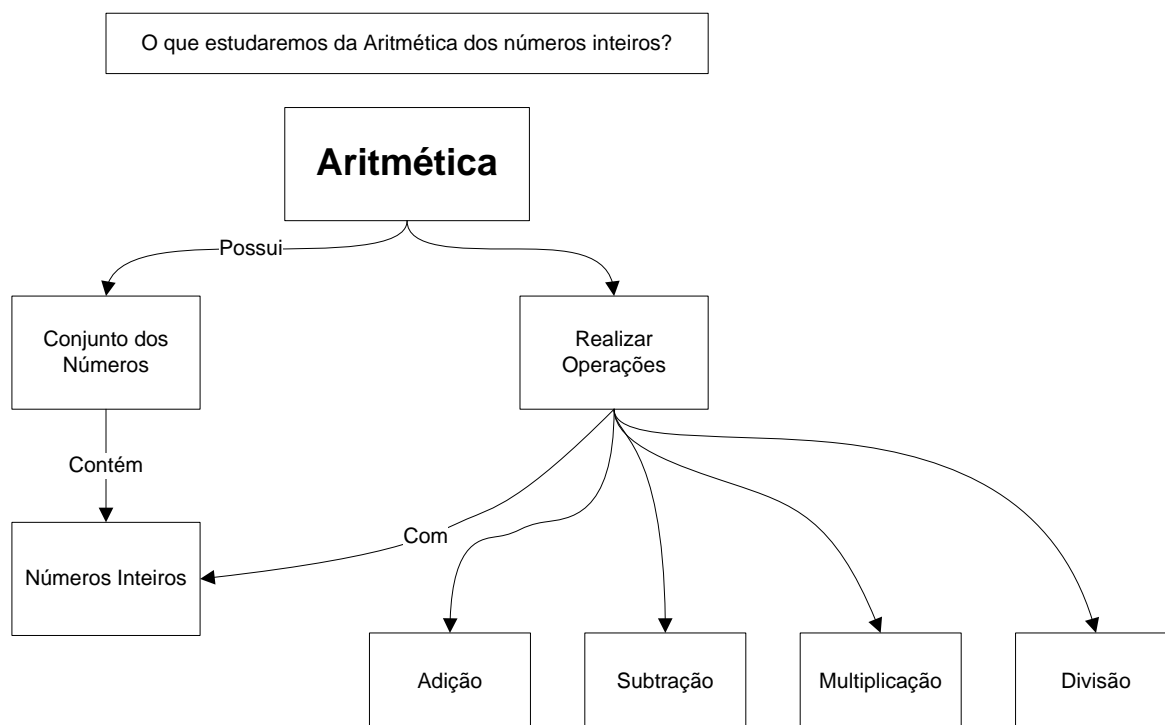 O que estudaremos da Aritmética dos números inteiros?
Aritmética
Possui
Conjunto dos
Números
Realizar
Operações
Contém
Com
Números Inteiros
Adição
Subtração
Multiplicação
Divisão